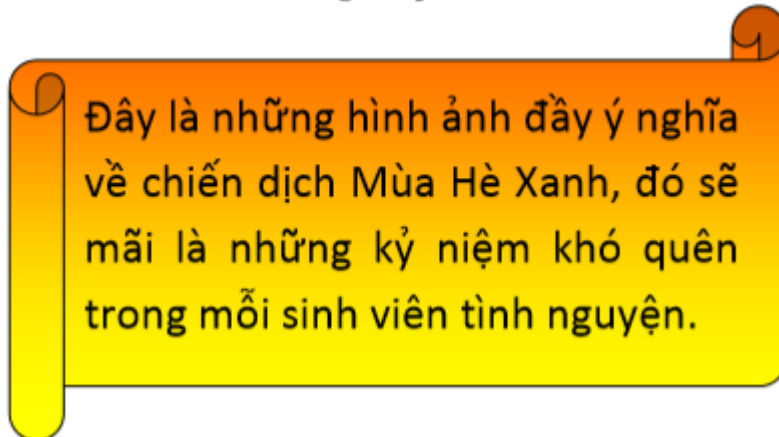 Đây là những hình ảnh đầy ý nghĩa
về chiến dịch Mùa Hè Xanh, đó sẽ
mãi là những kỷ niệm khó quên
trong mỗi sinh viên tình nguyện.